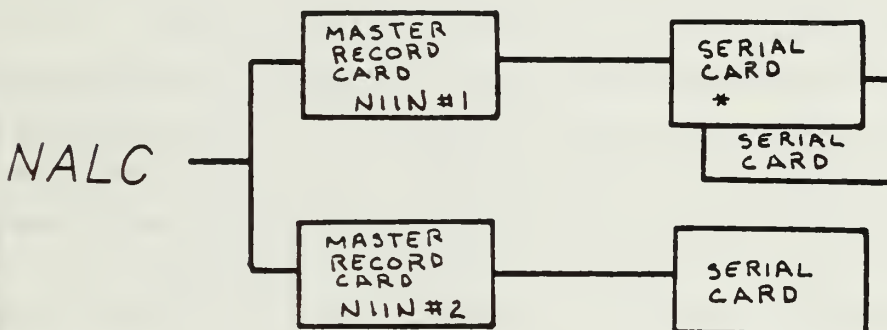 NALC
MASTER
RECORD
CARD
NIIN #1
SERIAL
CARD
*
SERIAL
CARD
MASTER
RECORD
CARD
NIIN #2
SERIAL
CARD